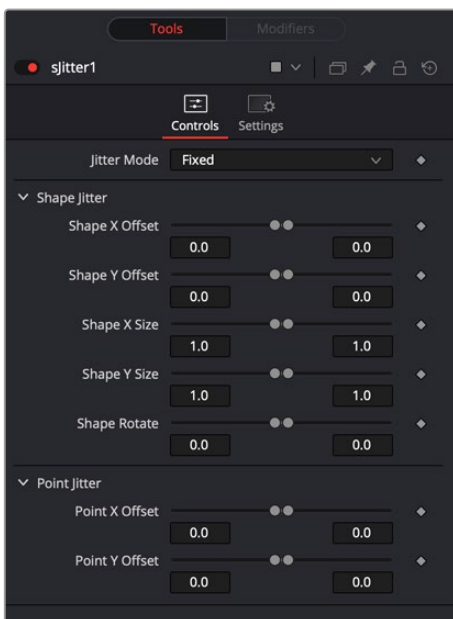 Tools Modifiers
sJitter1
Controls Settings
Jitter Mode Fixed
Shape Jitter
Shape X Offset
0.0 0.0
Shape Y Offset
0.0 0.0
Shape X Size
1.0 1.0
Shape Y Size
1.0 1.0
Shape Rotate
0.0 0.0
Point Jitter
Point X Offset
0.0 0.0
Point Y Offset
0.0 0.0